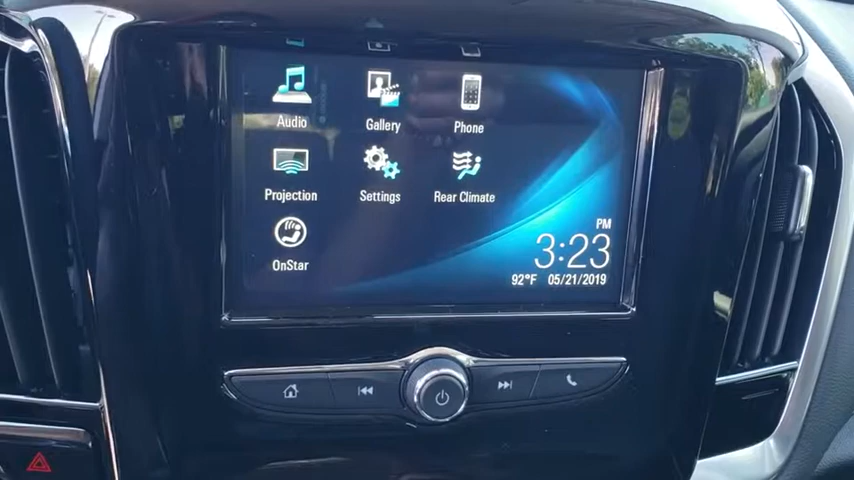 Audio
Gallery
Phone
Projection
Settings
Rear Climate
OnStar
PM
3:23
92°F 05/21/2019